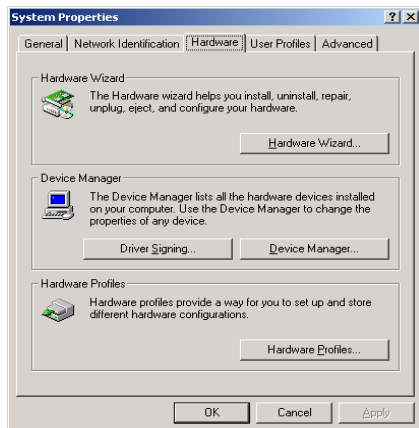 System Properties
General Network Identification Hardware User Profiles Advanced
Hardware Wizard
The Hardware wizard helps you install, uninstall, repair,
unplug, eject, and configure your hardware.
Hardware Wizard...
Device Manager
The Device Manager lists all the hardware devices installed
on your computer. Use the Device Manager to change the
properties of any device.
Driver Signing... Device Manager...
Hardware Profiles
Hardware profiles provide a way for you to set up and store
different hardware configurations.
Hardware Profiles...
OK Cancel Apply